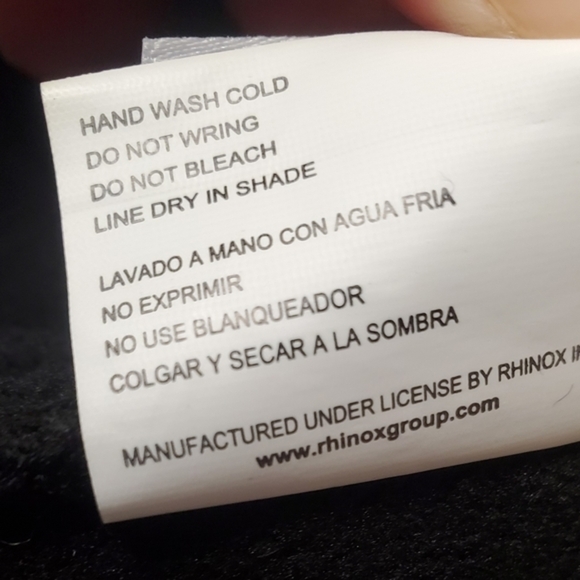 HAND WASH COLD
DO NOT WRING
DO NOT BLEACH
LINE DRY IN SHADE
LAVADO A MANO CON AGUA FRIA
NO EXPRIMIR
NO USE BLANQUEADOR
COLGAR Y SECAR A LA SOMBRA
MANUFACTURED UNDER LICENSE BY RHINOX
www.rhinoxgroup.com